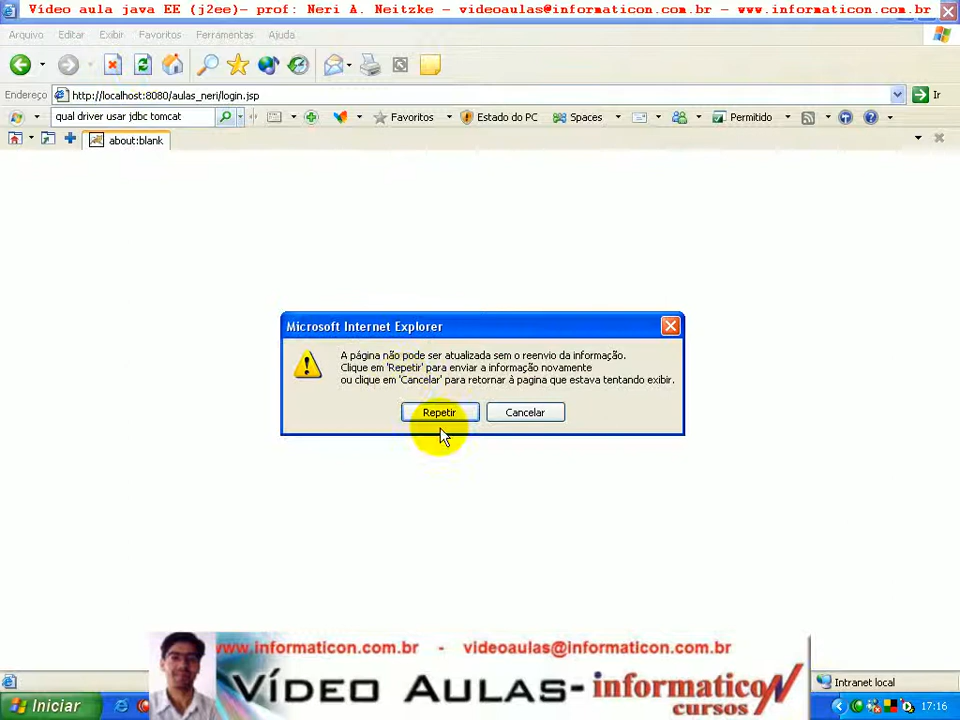 Vídeo aula java EE (j2ee)– prof: Neri A. Neitzke – videoaulas@informaticon.com.br – www.informaticon.com.br
Arquivo Editar Exibir Favoritos Ferramentas Ajuda
Endereço http://localhost:8080/aulas_neri/login.jsp Ir
qual driver usar jdbc tomcat Favoritos Estado do PC Spaces Permitido
about:blank
Microsoft Internet Explorer
A página não pode ser atualizada sem o reenvio da informação.
Clique em 'Repetir' para enviar a informação novamente
ou clique em 'Cancelar' para retornar à pagina que estava tentando exibir.
Repetir Cancelar
www.informaticon.com.br - videoaulas@informaticon.com.br
VÍDEO AULAS- informaticoN
cursos
Intranet local
Iniciar 17:16